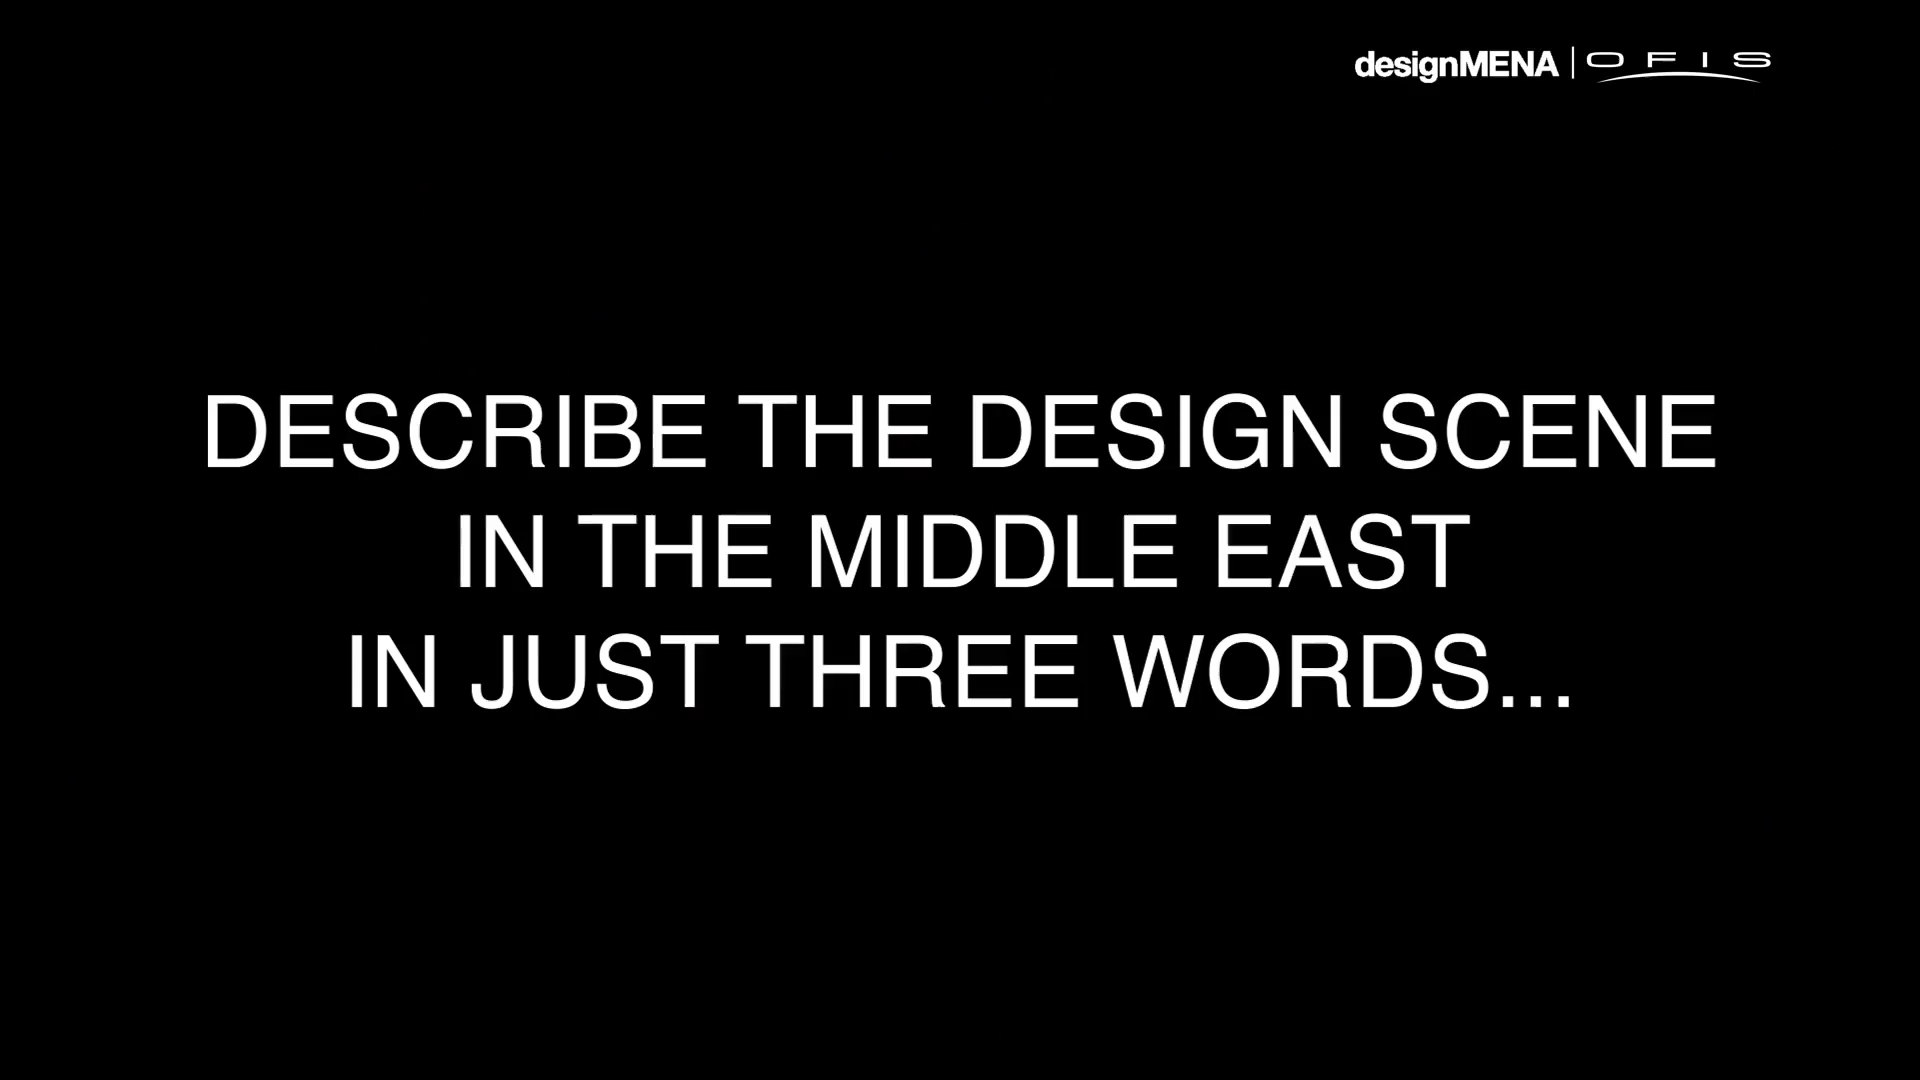 designMENA | OFIS
DESCRIBE THE DESIGN SCENE
IN THE MIDDLE EAST
IN JUST THREE WORDS...